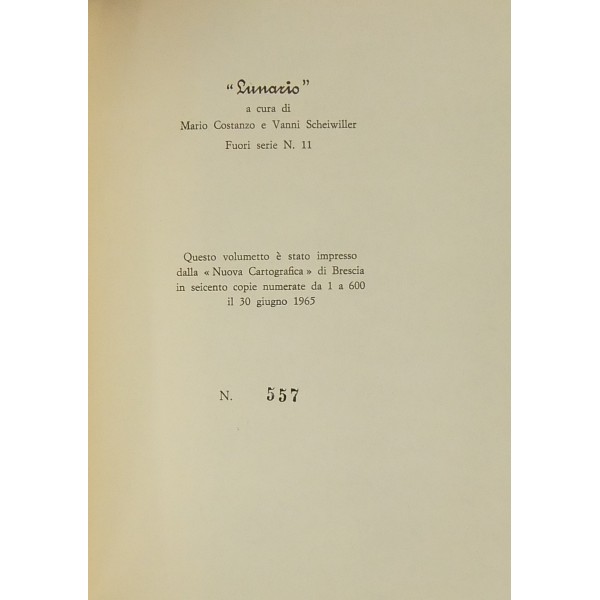 “Lunario”
a cura di
Mario Costanzo e Vanni Scheiwiller
Fuori serie N. 11
Questo volumetto è stato impresso
dalla « Nuova Cartografica » di Brescia
in seicento copie numerate da 1 a 600
il 30 giugno 1965
N. 557